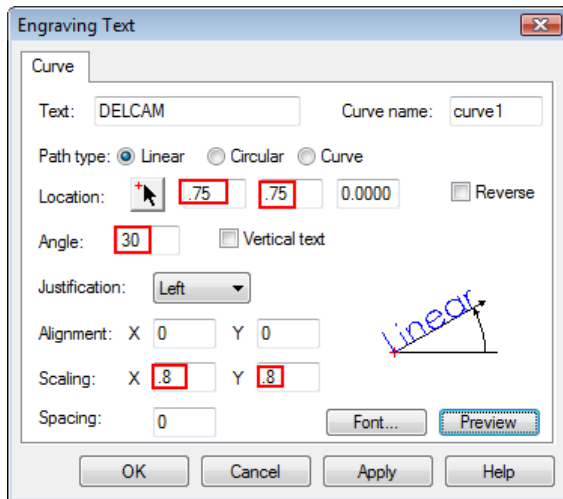 Engraving Text
Curve
Text: DELCAM Curve name: curve1
Path type: Linear Circular Curve
Location: .75 .75 0.0000 Reverse
Angle: 30 Vertical text
Justification: Left
Alignment: X 0 Y 0
Linear
Scaling: X .8 Y .8
Spacing: 0 Font... Preview
OK Cancel Apply Help